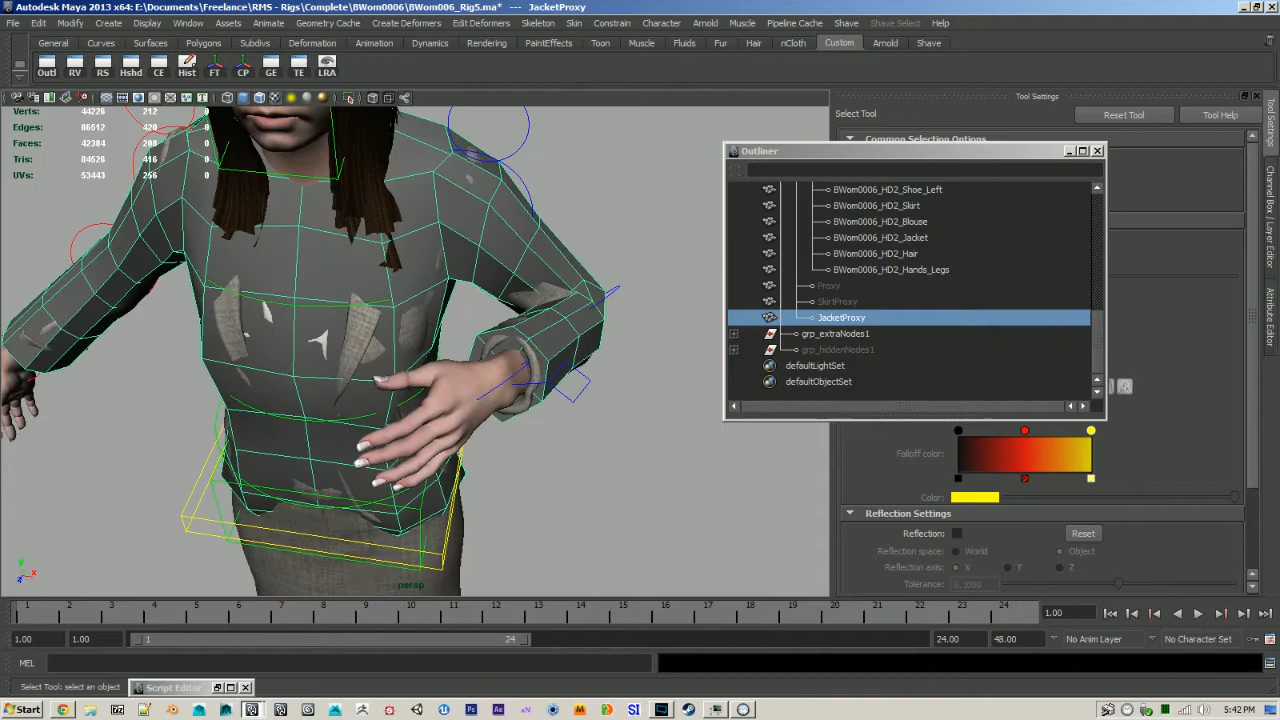 Autodesk Maya 2013 x64: E:\Documents\Freelance\RMS - Rigs\Complete\BWom0006\BWom006_Rig5.ma* --- JacketProxy
File Edit Modify Create Display Window Assets Animate Geometry Cache Create Deformers Edit Deformers Skeleton Skin Constrain Character Arnold Muscle Pipeline Cache Shave Shave Select Help
General Curves Surfaces Polygons Subdivs Deformation Animation Dynamics Rendering PaintEffects Toon Muscle Fluids Fur Hair nCloth Custom Arnold Shave
Outl RV RS Hshd CE Hist FT CP GE TE LRA
Tool Settings
Verts: 44226 212 0
Edges: 86512 420 0
Faces: 42384 208 0
Tris: 84526 416 0
UVs: 53443 256 0
Select Tool
Reset Tool
Tool Help
Common Selection Options
Outliner
BWom0006_HD2_Shoe_Left
BWom0006_HD2_Skirt
BWom0006_HD2_Blouse
BWom0006_HD2_Jacket
BWom0006_HD2_Hair
BWom0006_HD2_Hands_Legs
Proxy
SkirtProxy
JacketProxy
grp_extraNodes1
grp_hiddenNodes1
defaultLightSet
defaultObjectSet
Tool Settings
Channel Box / Layer Editor
Attribute Editor
Falloff color:
Color:
Reflection Settings
Reflection:
Reset
Reflection space: World Object
Reflection axis: X Y Z
Tolerance: 0.1000
y
x
z
persp
1 2 3 4 5 6 7 8 9 10 11 12 13 14 15 16 17 18 19 20 21 22 23 24
1.00
1.00 1.00 1 24 24.00 48.00 No Anim Layer No Character Set
MEL
Select Tool: select an object
Script Editor
Start
5:42 PM